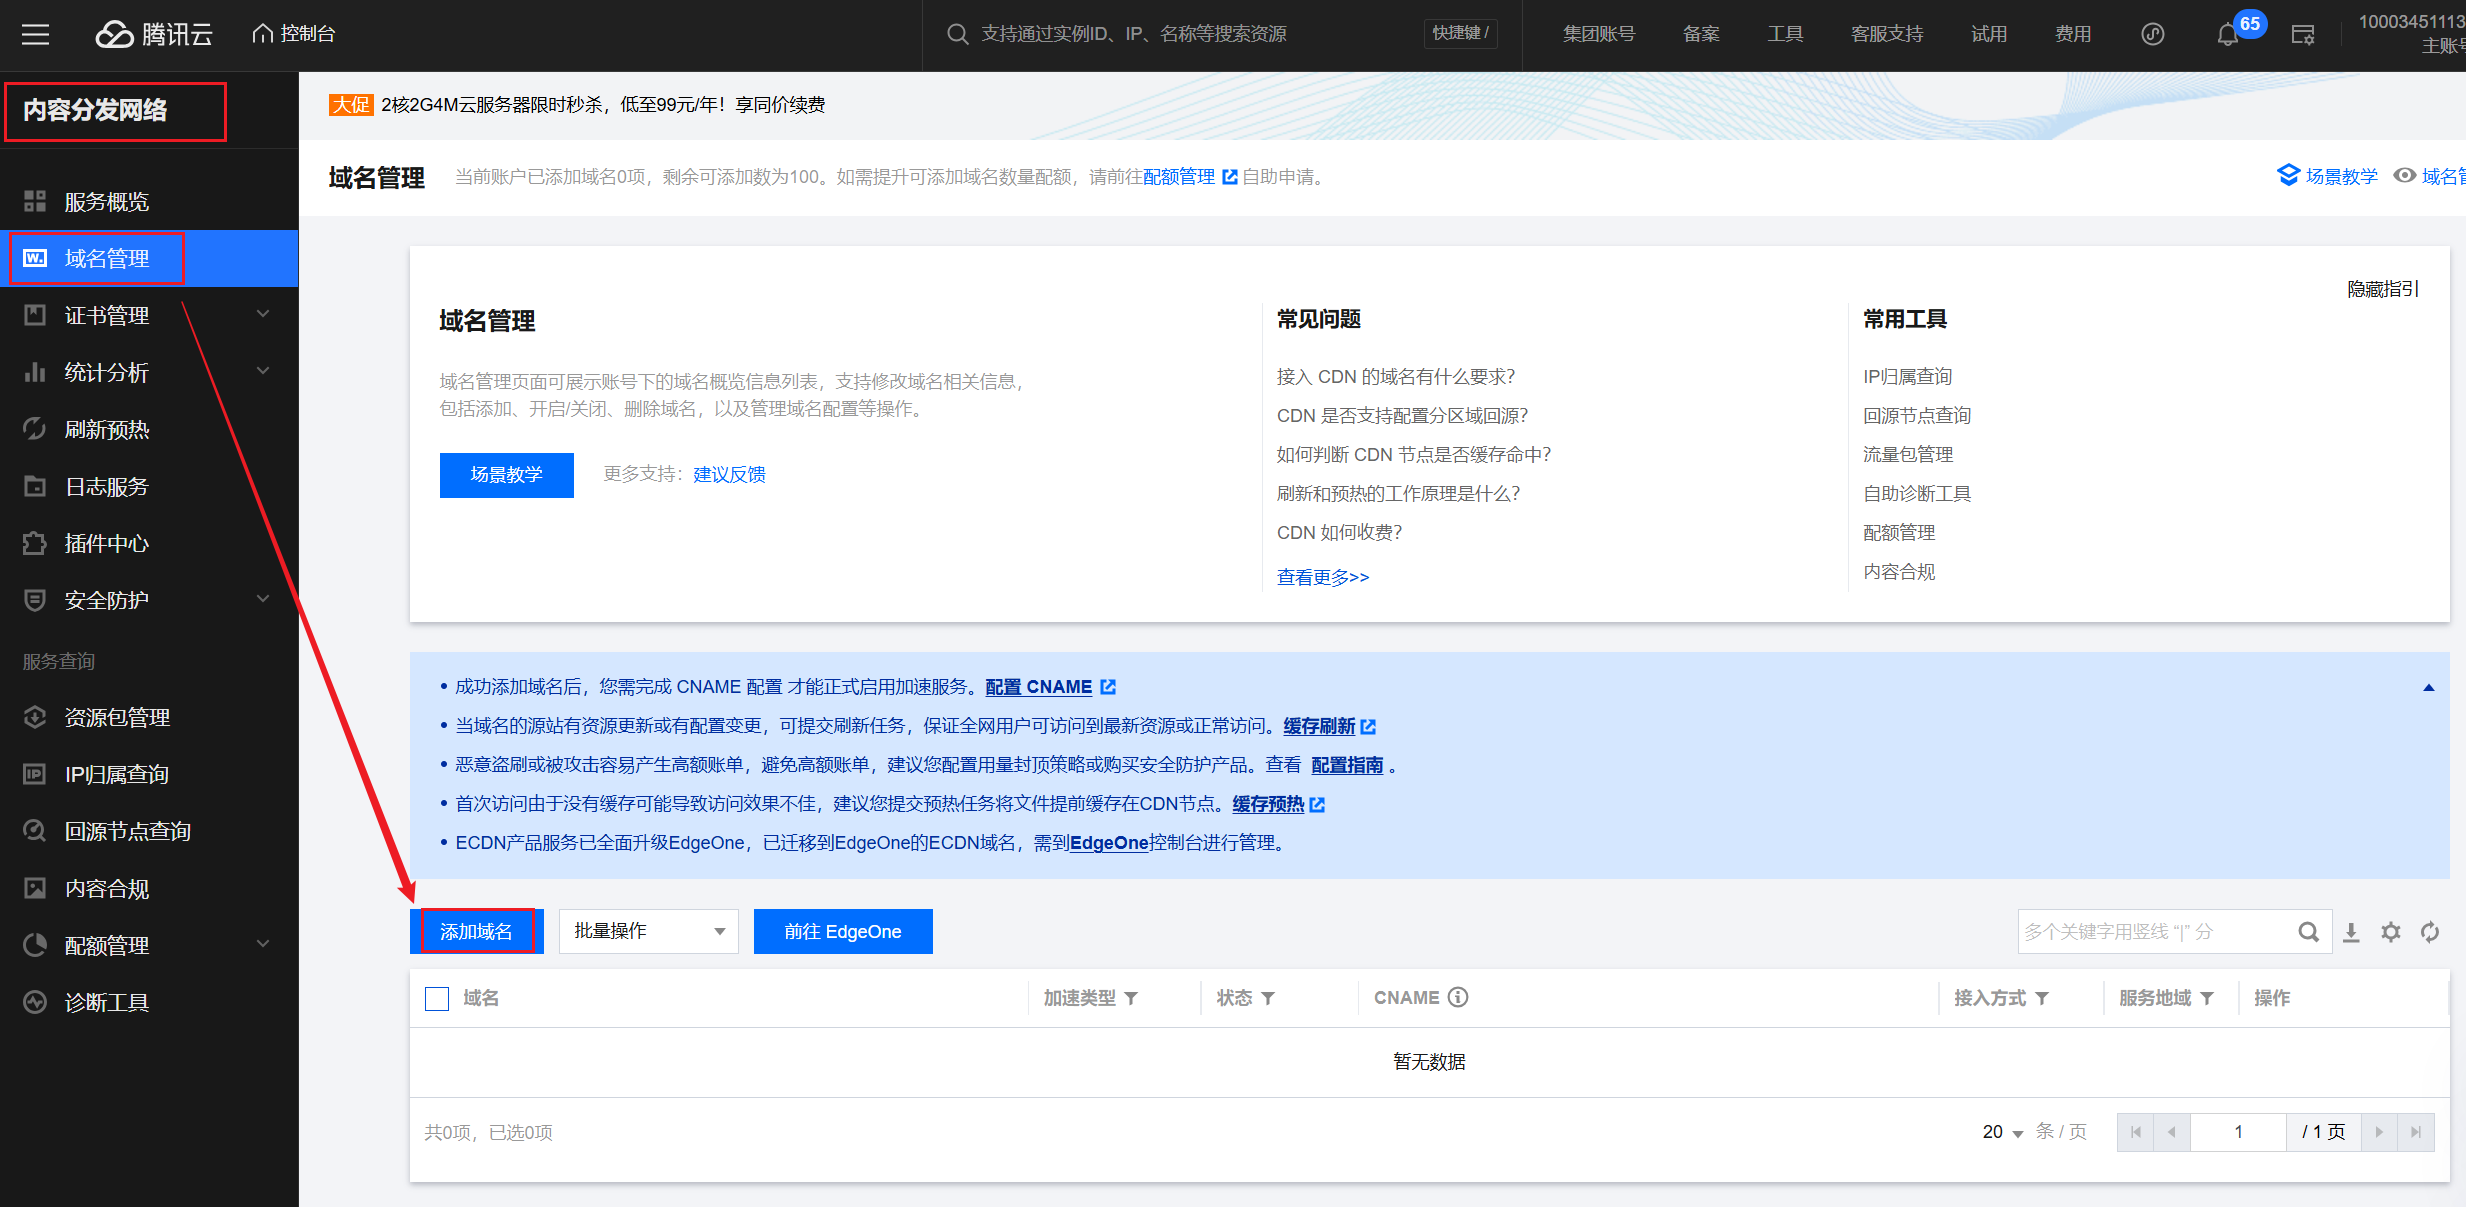 腾讯云
控制台
支持通过实例ID、IP、名称等搜索资源
快捷键 /
集团账号
备案
工具
客服支持
试用
费用
65
10003451113
主账号
内容分发网络
服务概览
域名管理
证书管理
统计分析
刷新预热
日志服务
插件中心
安全防护
服务查询
资源包管理
IP归属查询
回源节点查询
内容合规
配额管理
诊断工具
大促 2核2G4M云服务器限时秒杀，低至99元/年！享同价续费
域名管理
当前账户已添加域名0项，剩余可添加数为100。如需提升可添加域名数量配额，请前往配额管理 自助申请。
场景教学
域名管
隐藏指引
域名管理
域名管理页面可展示账号下的域名概览信息列表，支持修改域名相关信息，
包括添加、开启/关闭、删除域名，以及管理域名配置等操作。
场景教学
更多支持：建议反馈
常见问题
接入 CDN 的域名有什么要求？
CDN 是否支持配置分区域回源？
如何判断 CDN 节点是否缓存命中？
刷新和预热的工作原理是什么？
CDN 如何收费？
查看更多>>
常用工具
IP归属查询
回源节点查询
流量包管理
自助诊断工具
配额管理
内容合规
• 成功添加域名后，您需完成 CNAME 配置 才能正式启用加速服务。配置 CNAME
• 当域名的源站有资源更新或有配置变更，可提交刷新任务，保证全网用户可访问到最新资源或正常访问。缓存刷新
• 恶意盗刷或被攻击容易产生高额账单，避免高额账单，建议您配置用量封顶策略或购买安全防护产品。查看 配置指南 。
• 首次访问由于没有缓存可能导致访问效果不佳，建议您提交预热任务将文件提前缓存在CDN节点。缓存预热
• ECDN产品服务已全面升级EdgeOne，已迁移到EdgeOne的ECDN域名，需到EdgeOne控制台进行管理。
添加域名
批量操作
前往 EdgeOne
多个关键字用竖线 “|” 分
域名
加速类型
状态
CNAME
接入方式
服务地域
操作
暂无数据
共0项，已选0项
20 条 / 页
1
/ 1 页